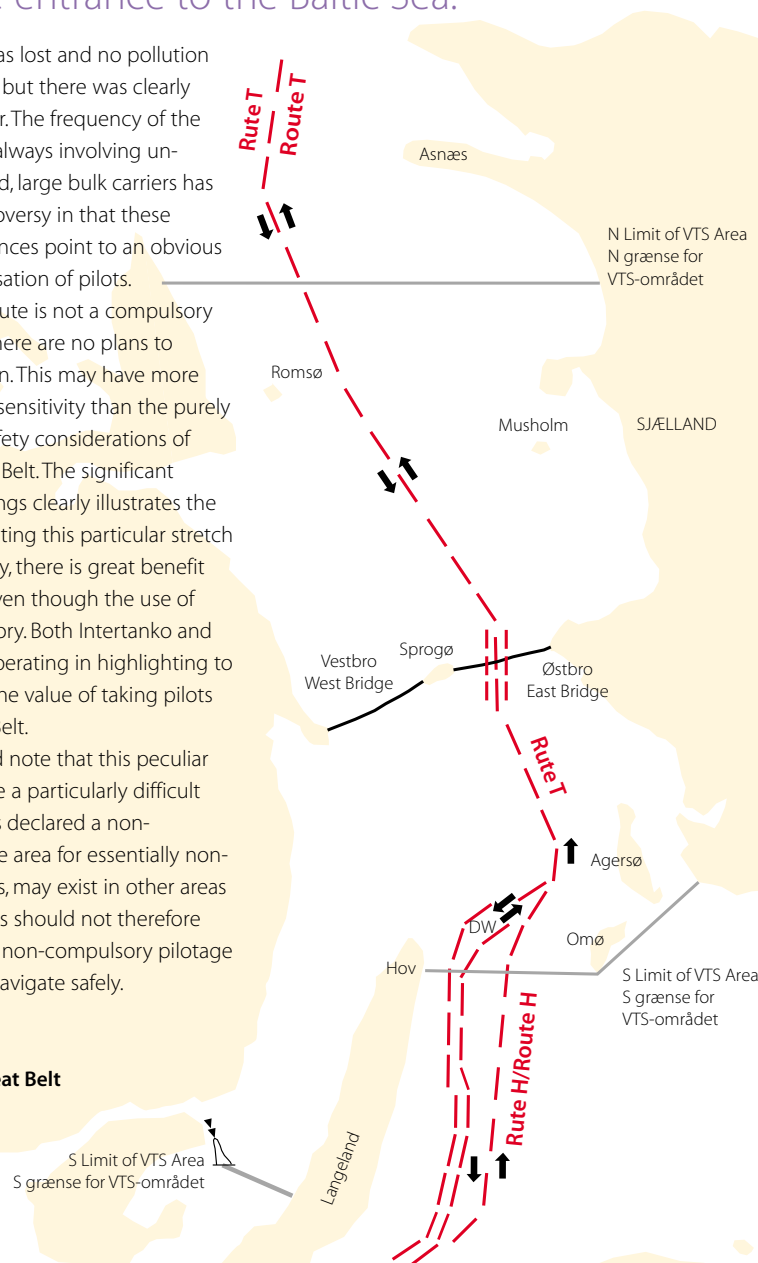 entrance to the Baltic Sea.
as lost and no pollution
but there was clearly
r. The frequency of the
always involving un-
d, large bulk carriers has
oversy in that these
nces point to an obvious
sation of pilots.
ute is not a compulsory
here are no plans to
n. This may have more
sensitivity than the purely
fety considerations of
Belt. The significant
ngs clearly illustrates the
ting this particular stretch
y, there is great benefit
ven though the use of
ory. Both Intertanko and
perating in highlighting to
he value of taking pilots
Belt.
d note that this peculiar
e a particularly difficult
s declared a non-
e area for essentially non-
s, may exist in other areas
s should not therefore
non-compulsory pilotage
avigate safely.
eat Belt
Rute T
Route T
Asnæs
N Limit of VTS Area
N grænse for
VTS-området
Romsø
Musholm
SJÆLLAND
Sprogø
Vestbro
West Bridge
Østbro
East Bridge
Rute T
Agersø
DW
Omø
Hov
S Limit of VTS Area
S grænse for
VTS-området
Rute H/Route H
Langeland
S Limit of VTS Area
S grænse for VTS-området